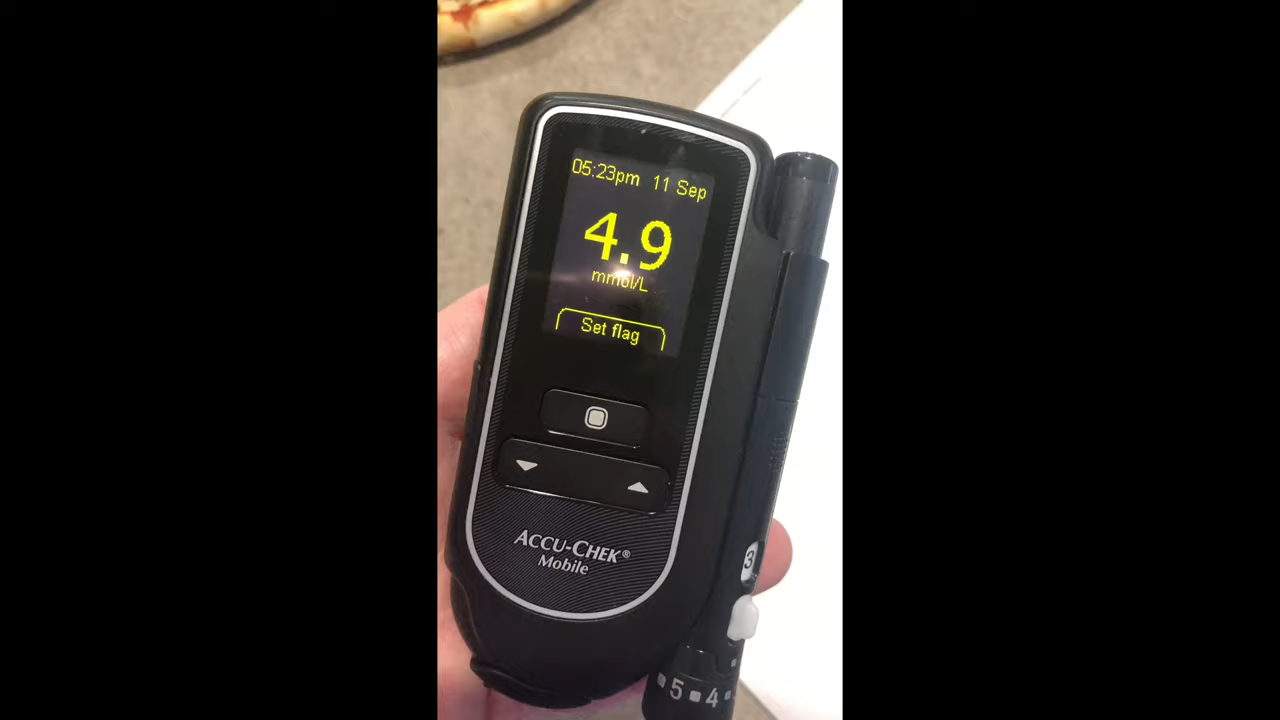 05:23pm 11 Sep
4.9
mmol/L
Set flag
ACCU-CHEK®
Mobile
3
5 4